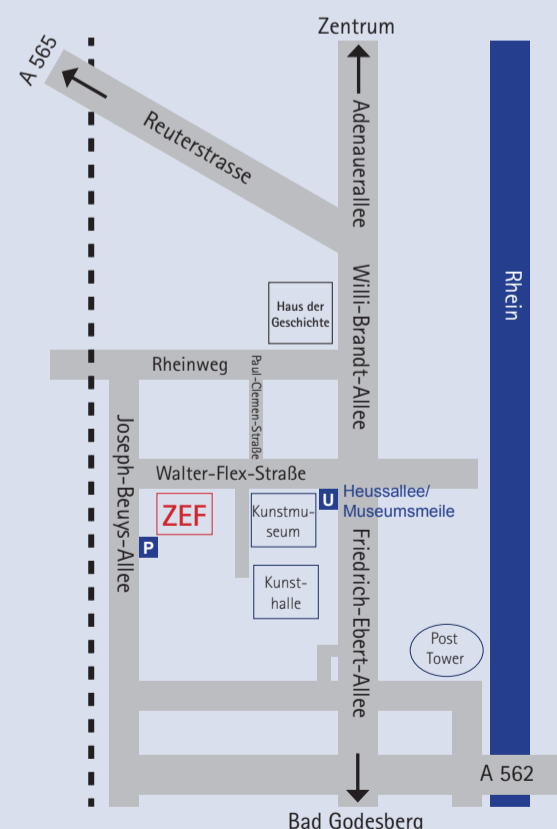 Zentrum
A 565
Reuterstrasse
Adenauerallee
Rhein
Haus der
Geschichte
Willi-Brandt-Allee
Rheinweg
Paul-Clemen-Straße
Joseph-Beuys-Allee
Walter-Flex-Straße
ZEF
Kunstmu-
seum
U
Heussallee/
Museumsmeile
P
Kunst-
halle
Friedrich-Ebert-Allee
Post
Tower
A 562
Bad Godesberg